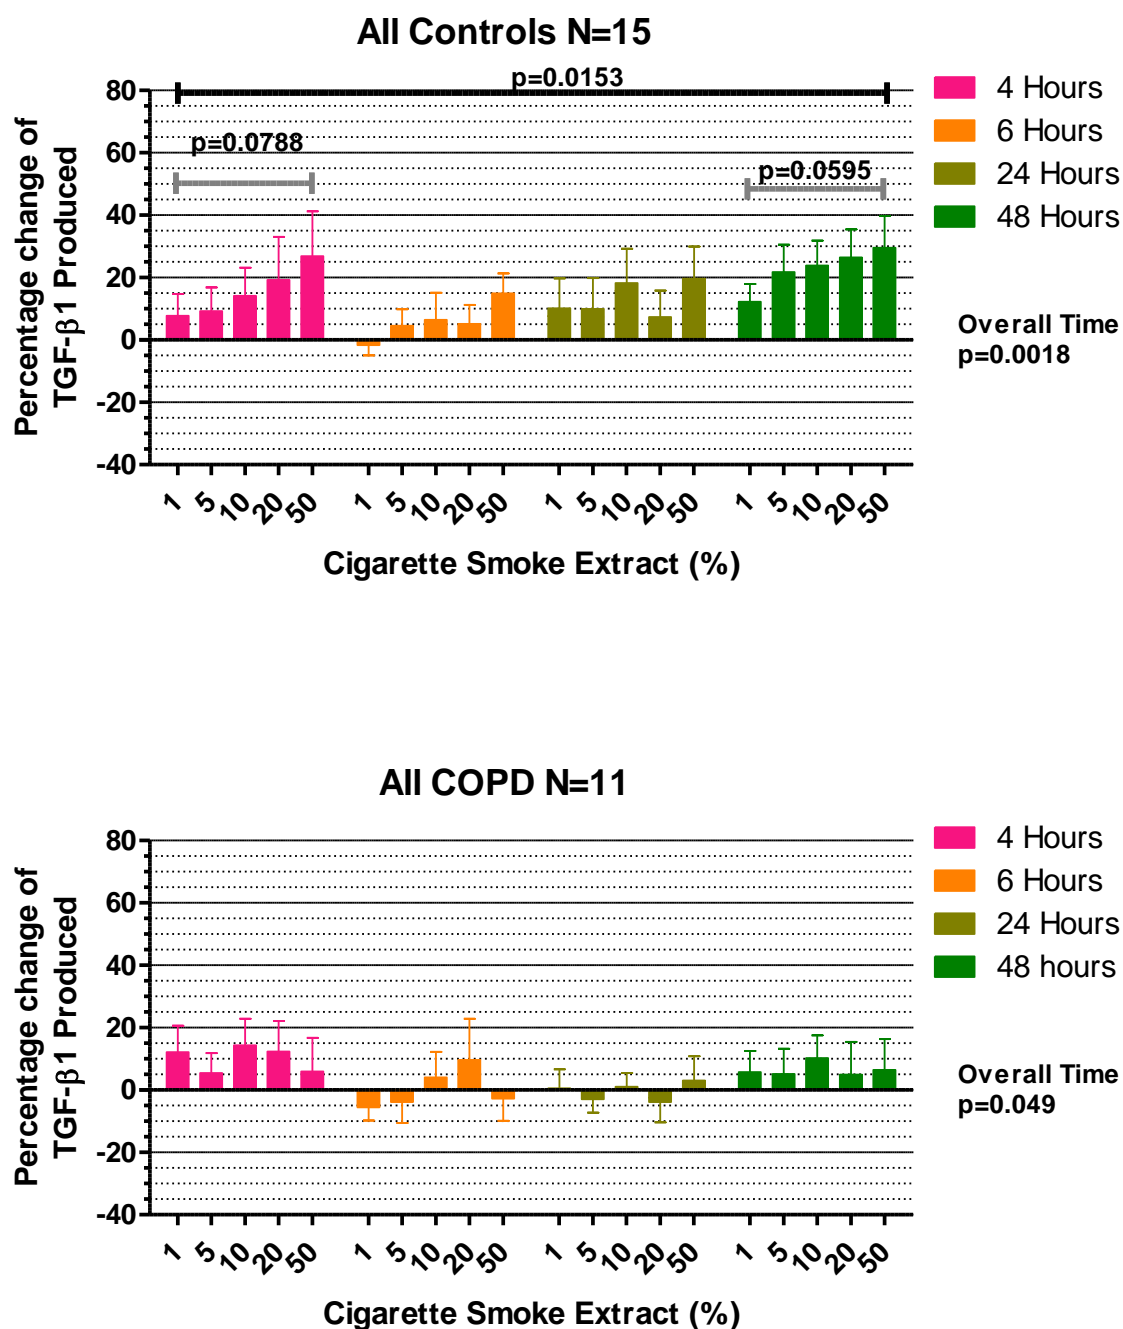 All Controls N=15
p=0.0153
p=0.0788
p=0.0595
80
60
40
20
0
-20
-40
Percentage change of
TGF-β1 Produced
1 5 10 20 50 1 5 10 20 50 1 5 10 20 50 1 5 10 20 50
Cigarette Smoke Extract (%)
4 Hours
6 Hours
24 Hours
48 Hours
Overall Time
p=0.0018
All COPD N=11
80
60
40
20
0
-20
-40
Percentage change of
TGF-β1 Produced
1 5 10 20 50 1 5 10 20 50 1 5 10 20 50 1 5 10 20 50
Cigarette Smoke Extract (%)
4 Hours
6 Hours
24 Hours
48 hours
Overall Time
p=0.049